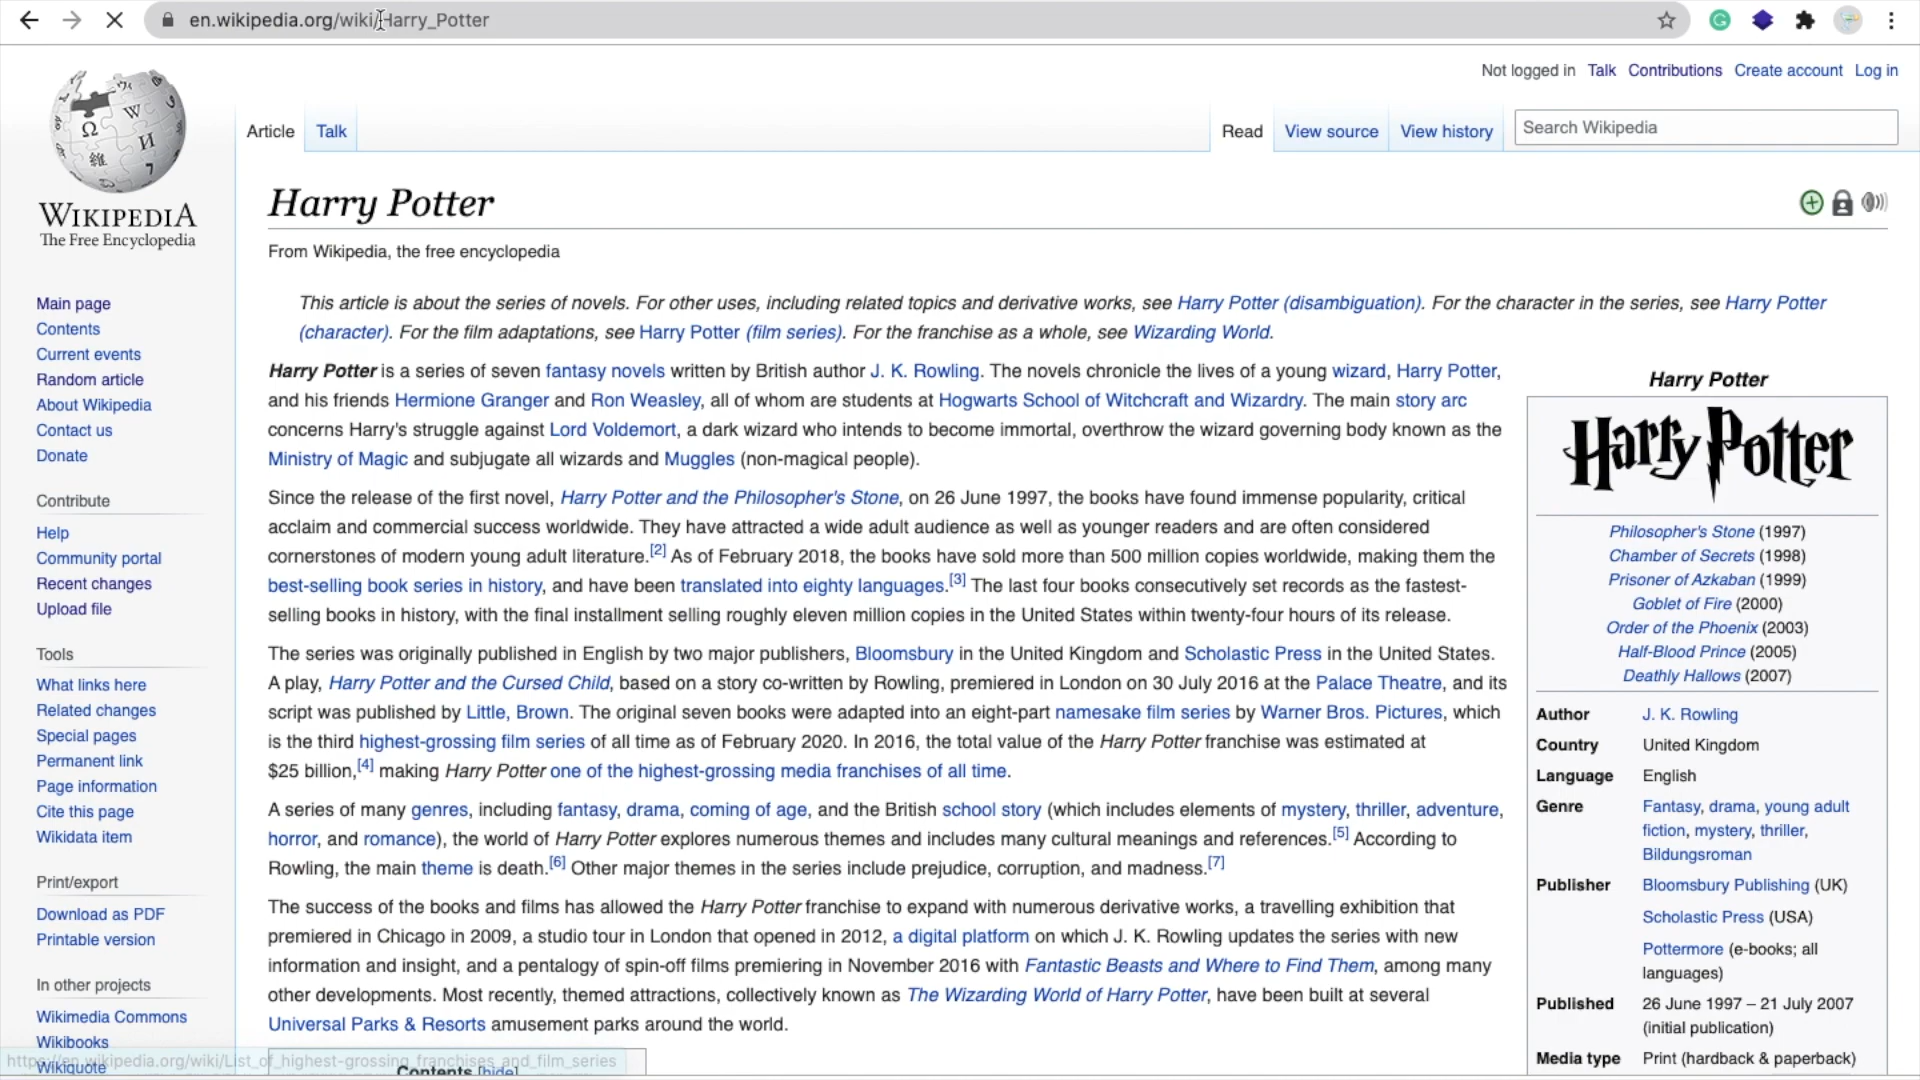 en.wikipedia.org/wiki/Harry_Potter
Not logged in Talk Contributions Create account Log in
Article Talk Read View source View history Search Wikipedia
WIKIPEDIA
The Free Encyclopedia
Main page
Contents
Current events
Random article
About Wikipedia
Contact us
Donate
Contribute
Help
Community portal
Recent changes
Upload file
Tools
What links here
Related changes
Special pages
Permanent link
Page information
Cite this page
Wikidata item
Print/export
Download as PDF
Printable version
In other projects
Wikimedia Commons
Wikibooks
Wikiquote
https://en.wikipedia.org/wiki/List_of_highest-grossing_franchises_and_film_series
Harry Potter
From Wikipedia, the free encyclopedia
This article is about the series of novels. For other uses, including related topics and derivative works, see Harry Potter (disambiguation). For the character in the series, see Harry Potter
(character). For the film adaptations, see Harry Potter (film series). For the franchise as a whole, see Wizarding World.
Harry Potter is a series of seven fantasy novels written by British author J. K. Rowling. The novels chronicle the lives of a young wizard, Harry Potter,
and his friends Hermione Granger and Ron Weasley, all of whom are students at Hogwarts School of Witchcraft and Wizardry. The main story arc
concerns Harry's struggle against Lord Voldemort, a dark wizard who intends to become immortal, overthrow the wizard governing body known as the
Ministry of Magic and subjugate all wizards and Muggles (non-magical people).
Since the release of the first novel, Harry Potter and the Philosopher's Stone, on 26 June 1997, the books have found immense popularity, critical
acclaim and commercial success worldwide. They have attracted a wide adult audience as well as younger readers and are often considered
cornerstones of modern young adult literature.[2] As of February 2018, the books have sold more than 500 million copies worldwide, making them the
best-selling book series in history, and have been translated into eighty languages.[3] The last four books consecutively set records as the fastest-
selling books in history, with the final installment selling roughly eleven million copies in the United States within twenty-four hours of its release.
The series was originally published in English by two major publishers, Bloomsbury in the United Kingdom and Scholastic Press in the United States.
A play, Harry Potter and the Cursed Child, based on a story co-written by Rowling, premiered in London on 30 July 2016 at the Palace Theatre, and its
script was published by Little, Brown. The original seven books were adapted into an eight-part namesake film series by Warner Bros. Pictures, which
is the third highest-grossing film series of all time as of February 2020. In 2016, the total value of the Harry Potter franchise was estimated at
$25 billion,[4] making Harry Potter one of the highest-grossing media franchises of all time.
A series of many genres, including fantasy, drama, coming of age, and the British school story (which includes elements of mystery, thriller, adventure,
horror, and romance), the world of Harry Potter explores numerous themes and includes many cultural meanings and references.[5] According to
Rowling, the main theme is death.[6] Other major themes in the series include prejudice, corruption, and madness.[7]
The success of the books and films has allowed the Harry Potter franchise to expand with numerous derivative works, a travelling exhibition that
premiered in Chicago in 2009, a studio tour in London that opened in 2012, a digital platform on which J. K. Rowling updates the series with new
information and insight, and a pentalogy of spin-off films premiering in November 2016 with Fantastic Beasts and Where to Find Them, among many
other developments. Most recently, themed attractions, collectively known as The Wizarding World of Harry Potter, have been built at several
Universal Parks & Resorts amusement parks around the world.
Contents [hide]
Harry Potter
Harry Potter
Philosopher's Stone (1997)
Chamber of Secrets (1998)
Prisoner of Azkaban (1999)
Goblet of Fire (2000)
Order of the Phoenix (2003)
Half-Blood Prince (2005)
Deathly Hallows (2007)
Author J. K. Rowling
Country United Kingdom
Language English
Genre Fantasy, drama, young adult
fiction, mystery, thriller,
Bildungsroman
Publisher Bloomsbury Publishing (UK)
Scholastic Press (USA)
Pottermore (e-books; all
languages)
Published 26 June 1997 – 21 July 2007
(initial publication)
Media type Print (hardback & paperback)